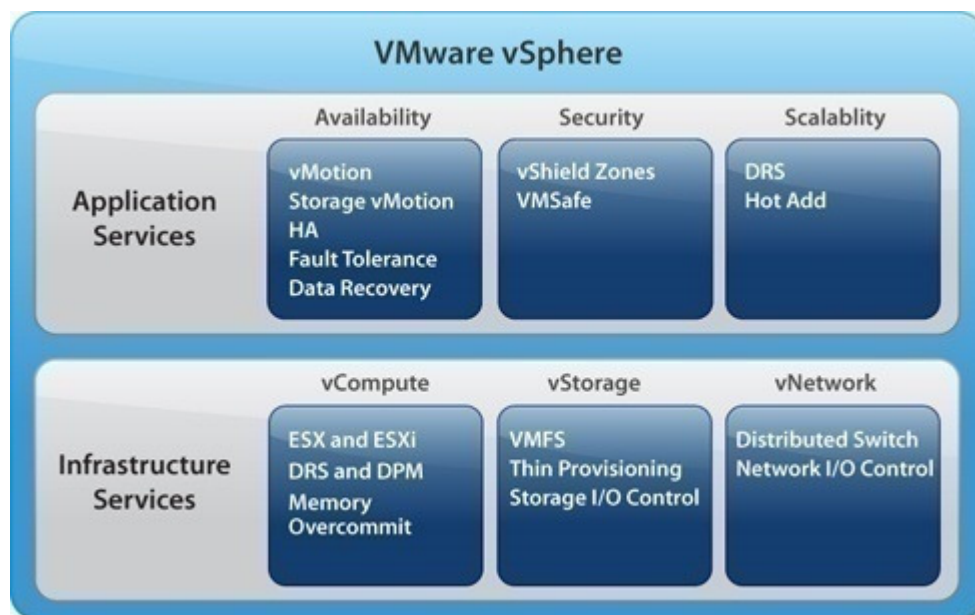 VMware vSphere
Application
Services
Availability
vMotion
Storage vMotion
HA
Fault Tolerance
Data Recovery
Security
vShield Zones
VMSafe
Scalablity
DRS
Hot Add
Infrastructure
Services
vCompute
ESX and ESXi
DRS and DPM
Memory
Overcommit
vStorage
VMFS
Thin Provisioning
Storage I/O Control
vNetwork
Distributed Switch
Network I/O Control